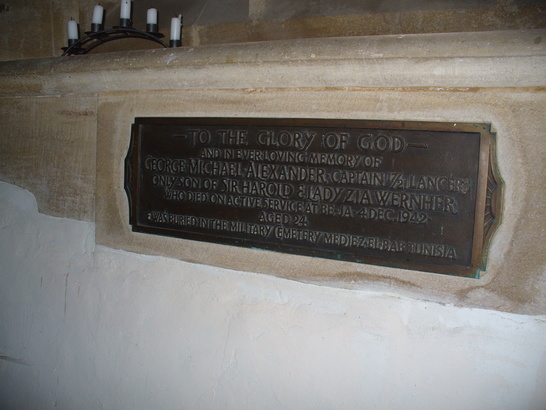 — TO THE GLORY OF GOD —
AND IN EVER LOVING MEMORY OF
GEORGE MICHAEL ALEXANDER · CAPTAIN 17/21 LANCERS
ONLY SON OF SIR HAROLD & LADY ZIA WERNHER
WHO DIED ON ACTIVE SERVICE AT BEJA · 4 DEC. 1942 ·
AGED 24
& WAS BURIED IN THE MILITARY CEMETERY MEDJEZ-EL-BAB TUNISIA